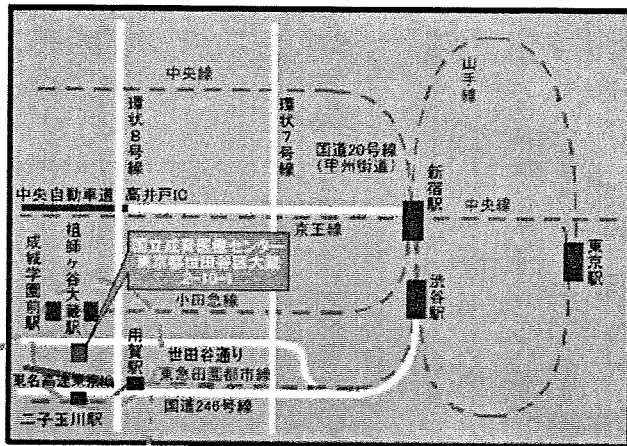 中央線
山手線
環状8号線
環状7号線
国道20号線
(甲州街道)
新宿駅
中央自動車道 高井戸IC
中央線
京王線
東京駅
祖師ヶ谷大蔵駅
成城学園前駅
国立成育医療センター
東京都世田谷区大蔵
2-10-1
小田急線
渋谷駅
用賀駅
世田谷通り
東急田園都市線
東名高速東京IC
国道246号線
二子玉川駅